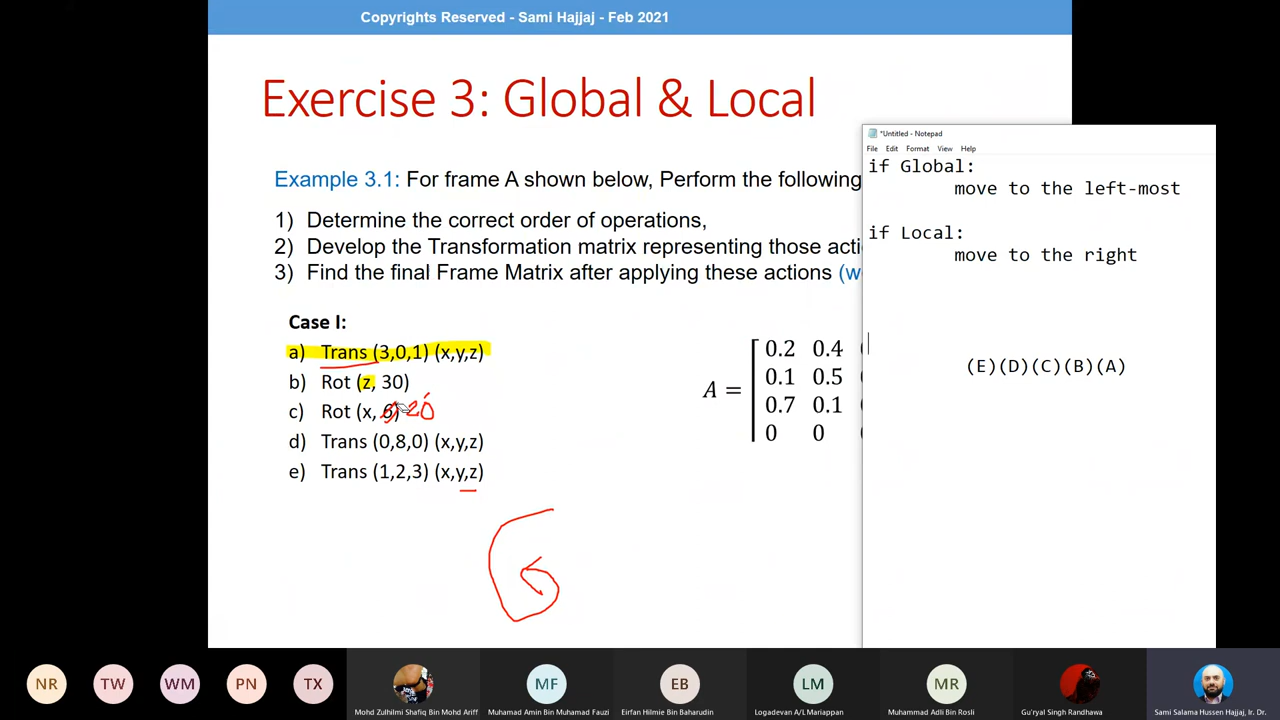 Copyrights Reserved - Sami Hajjaj - Feb 2021
Exercise 3: Global & Local
Example 3.1: For frame A shown below, Perform the following
1) Determine the correct order of operations,
2) Develop the Transformation matrix representing those actio
3) Find the final Frame Matrix after applying these actions (w
Case I:
a) Trans (3,0,1) (x,y,z)
b) Rot (z, 30)
c) Rot (x, 6) 20
d) Trans (0,8,0) (x,y,z)
e) Trans (1,2,3) (x,y,z)
G
A =
0.2 0.4
0.1 0.5
0.7 0.1
0 0
*Untitled - Notepad
File Edit Format View Help
if Global:
move to the left-most
if Local:
move to the right
(E)(D)(C)(B)(A)
NR TW WM PN TX MF EB LM MR
Mohd Zulhilmi Shafiq Bin Mohd Ariff
Muhamad Amin Bin Muhamad Fauzi
Eirfan Hilmie Bin Baharudin
Logadevan A/L Mariappan
Muhammad Adli Bin Rosli
Gu'ryal Singh Randhawa
Sami Salama Hussen Hajjaj, Ir. Dr.